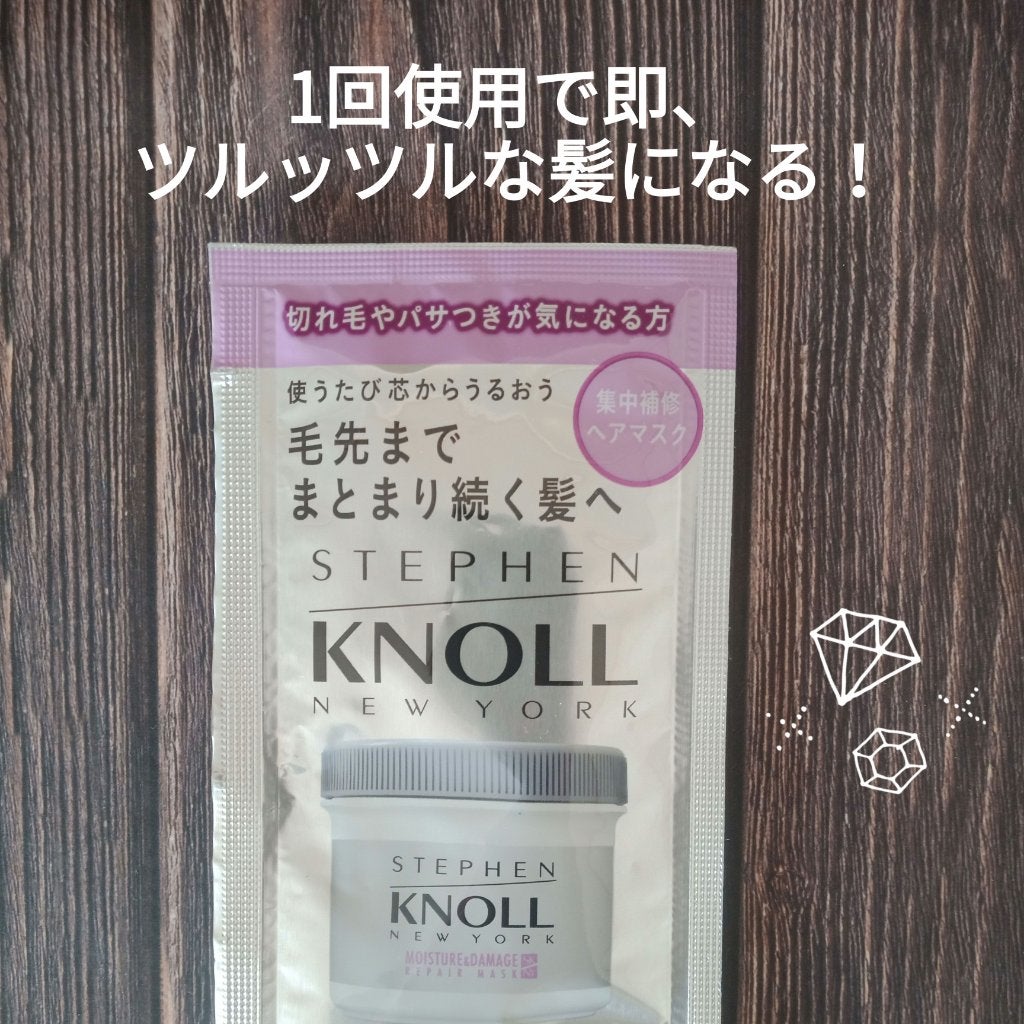 1回使用で即、
ツルッツルな髪になる！
切れ毛やパサつきが気になる方
使うたび芯からうるおう
集中補修
ヘアマスク
毛先まで
まとまり続く髪へ
STEPHEN
KNOLL
NEW YORK
STEPHEN
KNOLL
NEW YORK
MOISTURE&DAMAGE
REPAIR MASK